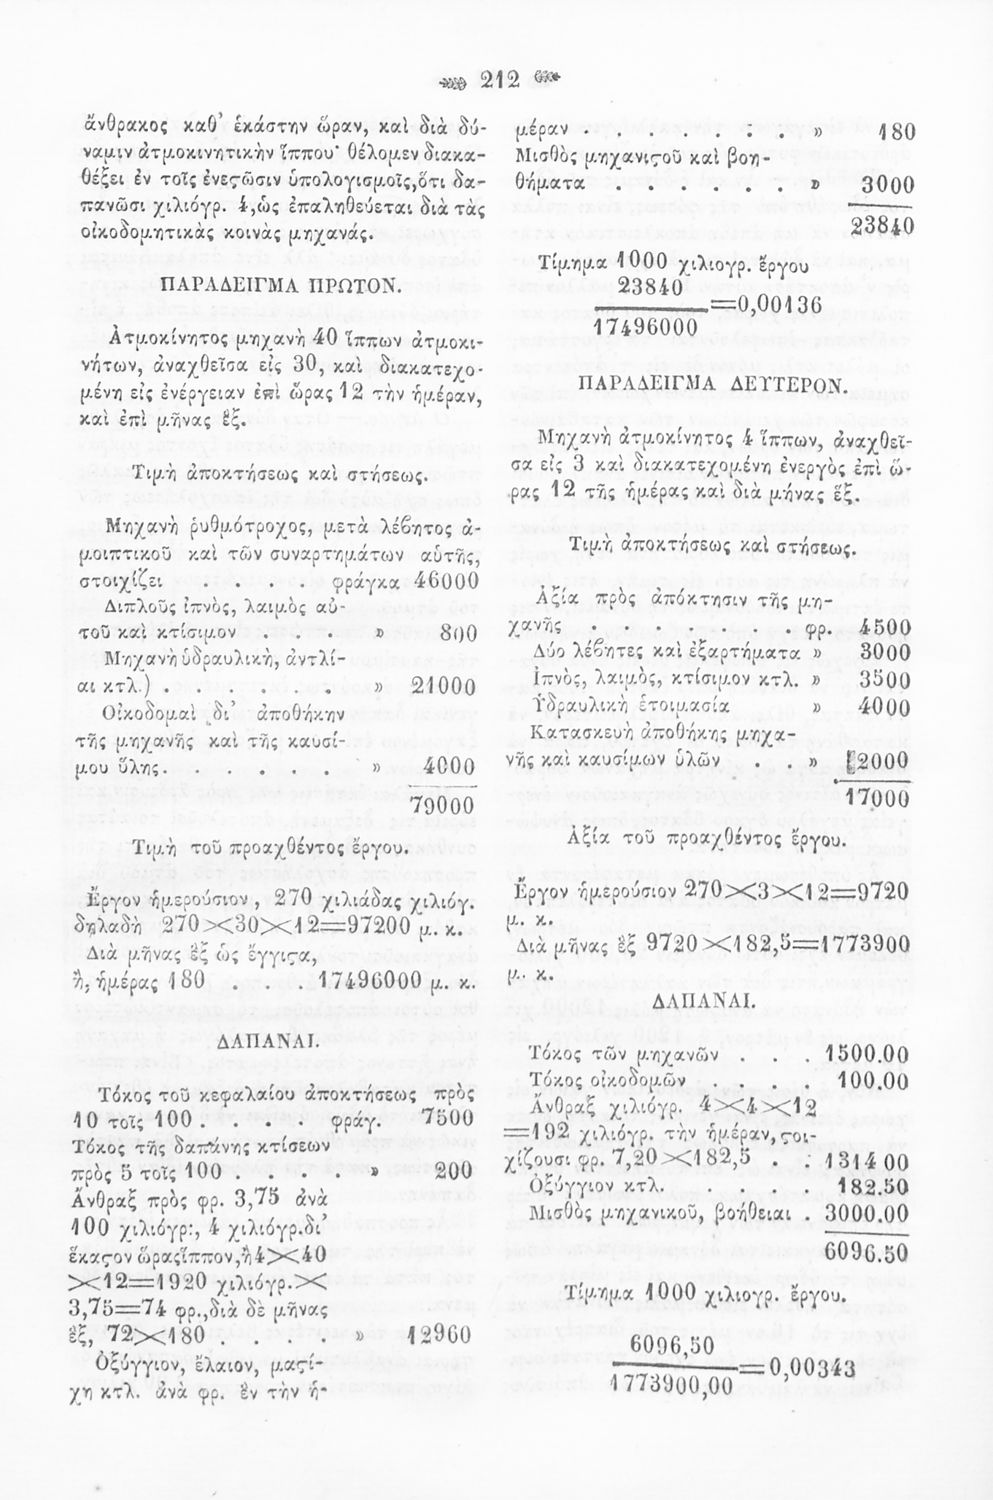 212
ἄνθρακος καθ’ ἑκάστην ὥραν, καὶ διὰ δύ-
ναμιν ἀτμοκινητικὴν ἵππου· θέλομεν διακα-
θέξει ἐν τοῖς ἐνεϛῶσιν ὑπολογισμοῖς, ὅτι δα-
πανῶσι χιλιόγρ. 4, ὡς ἐπαληθεύεται διὰ τὰς
οἰκοδομητικὰς κοινὰς μηχανάς.
ΠΑΡΑΔΕΙΓΜΑ ΠΡΩΤΟΝ.
Ἀτμοκίνητος μηχανὴ 40 ἵππων ἀτμοκι-
νήτων, ἀναχθεῖσα εἰς 30, καὶ διακατεχο-
μένη εἰς ἐνέργειαν ἐπὶ ὥρας 12 τὴν ἡμέραν,
καὶ ἐπὶ μῆνας ἕξ.
Τιμὴ ἀποκτήσεως καὶ στήσεως.
Μηχανὴ ῥυθμότροχος, μετὰ λέβητος ἀ-
μοιπτικοῦ καὶ τῶν συναρτημάτων αὐτῆς,
στοιχίζει . . . . φράγκα 46000
Διπλοῦς ἰπνὸς, λαιμὸς αὐ-
τοῦ καὶ κτίσιμον . . . . » 800
Μηχανὴ ὑδραυλικὴ, ἀντλί-
αι κτλ.) . . . . . . » 21000
Οἰκοδομαὶ δι’ ἀποθήκην
τῆς μηχανῆς καὶ τῆς καυσί-
μου ὕλης. . . . . . » 4000
79000
Τιμὴ τοῦ προαχθέντος ἔργου.
Ἔργον ἡμερούσιον, 270 χιλιάδας χιλιόγ.
δηλαδὴ 270×30×12=97200 μ. κ.
Διὰ μῆνας ἓξ ὡς ἔγγιϛα,
ἢ, ἡμέρας 180 . . . 17496000 μ. κ.
ΔΑΠΑΝΑΙ.
Τόκος τοῦ κεφαλαίου ἀποκτήσεως πρὸς
10 τοῖς 100 . . . . . φράγ. 7500
Τόκος τῆς δαπάνης κτίσεων
πρὸς 5 τοῖς 100 . . . . » 200
Ἄνθραξ πρὸς φρ. 3,75 ἀνὰ
100 χιλιόγρ:, 4 χιλιόγρ. δι’
ἕκαϛον ὥρας ἵππον, ἢ 4×40
×12=1920 χιλιόγρ. ×
3,75=74 φρ., διὰ δὲ μῆνας
ἓξ, 72×180 . . . . . » 12960
Ὀξύγγιον, ἔλαιον, μαϛί-
χη κτλ. ἀνὰ φρ. ἓν τὴν ἡ-
μέραν . . . . . . » 180
Μισθὸς μηχανιϛοῦ καὶ βοη-
θήματα . . . . . . » 3000
23840
Τίμημα 1000 χιλιογρ. ἔργου
23840
=0,00136
17496000
ΠΑΡΑΔΕΙΓΜΑ ΔΕΥΤΕΡΟΝ.
Μηχανὴ ἀτμοκίνητος 4 ἵππων, ἀναχθεῖ-
σα εἰς 3 καὶ διακατεχομένη ἐνεργὸς ἐπὶ ὥ-
ρας 12 τῆς ἡμέρας καὶ διὰ μῆνας ἕξ.
Τιμὴ ἀποκτήσεως καὶ στήσεως.
Ἀξία πρὸς ἀπόκτησιν τῆς μη-
χανῆς . . . . . . φρ. 4500
Δύο λέβητες καὶ ἐξαρτήματα » 3000
Ἰπνὸς, λαιμὸς, κτίσιμον κτλ. » 3500
Ὑδραυλικὴ ἑτοιμασία » 4000
Κατασκευὴ ἀποθήκης μηχα-
νῆς καὶ καυσίμων ὑλῶν . . » 2000
17000
Ἀξία τοῦ προαχθέντος ἔργου.
Ἔργον ἡμερούσιον 270×3×12=9720
μ. κ.
Διὰ μῆνας ἓξ 9720×182,5=1773900
μ. κ.
ΔΑΠΑΝΑΙ.
Τόκος τῶν μηχανῶν . . . 1500.00
Τόκος οἰκοδομῶν . . . . 100.00
Ἄνθραξ χιλιόγρ. 4×4×12
=192 χιλιόγρ. τὴν ἡμέραν, ϛοι-
χίζουσι φρ. 7,20×182,5 . 1314 00
Ὀξύγγιον κτλ. . . . 182.50
Μισθὸς μηχανικοῦ, βοήθειαι . 3000.00
6096.50
Τίμημα 1000 χιλιογρ. ἔργου.
6096,50
=0,00343
1773900,00